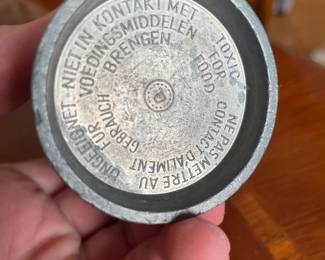 NIET IN KONTAKT MET
VOEDINGSMIDDELEN
BRENGEN
TOXIC
FOR
FOOD
NE PAS METTRE AU
CONTACT D'ALIMENT
UNGEEIGNET
FÜR
GEBRAUCH